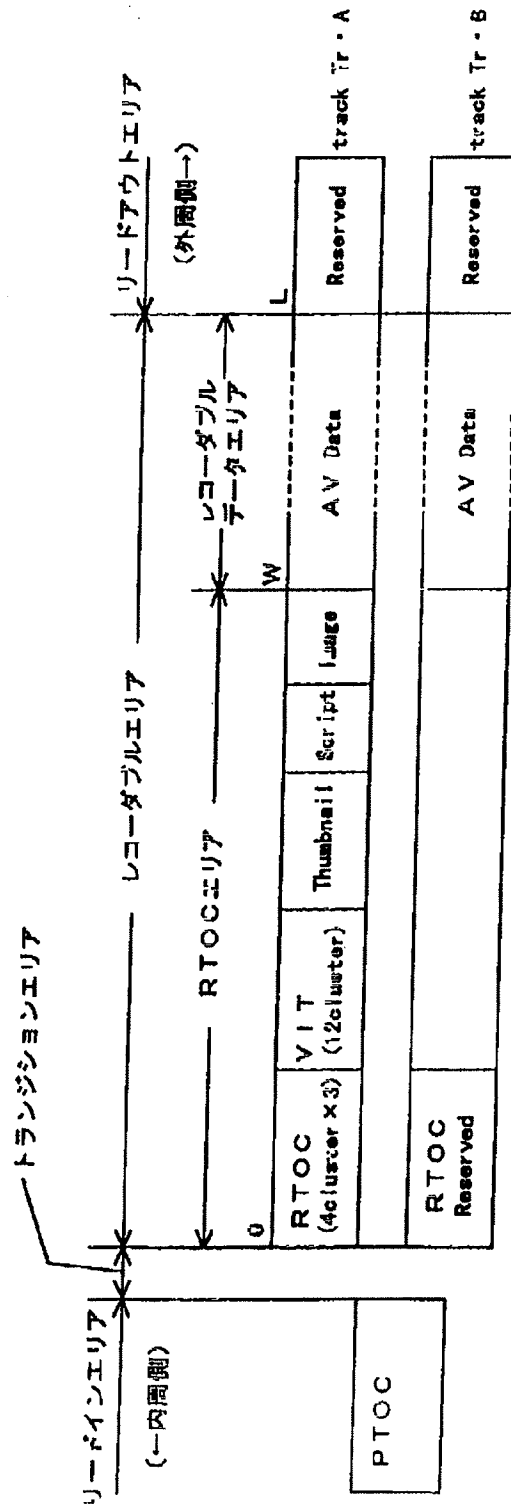 リードインエリア
(←内周側)
トランジションエリア
レコーダブルエリア
リードアウトエリア
(外周側→)
RTOCエリア
レコーダブル
データエリア
0
W
L
PTOC
RTOC
(4cluster×3)
VIT
(12cluster)
Thumbnail
Script
Image
AV Data
Reserved
track Tr・A
RTOC
Reserved
AV Data
Reserved
track Tr・B